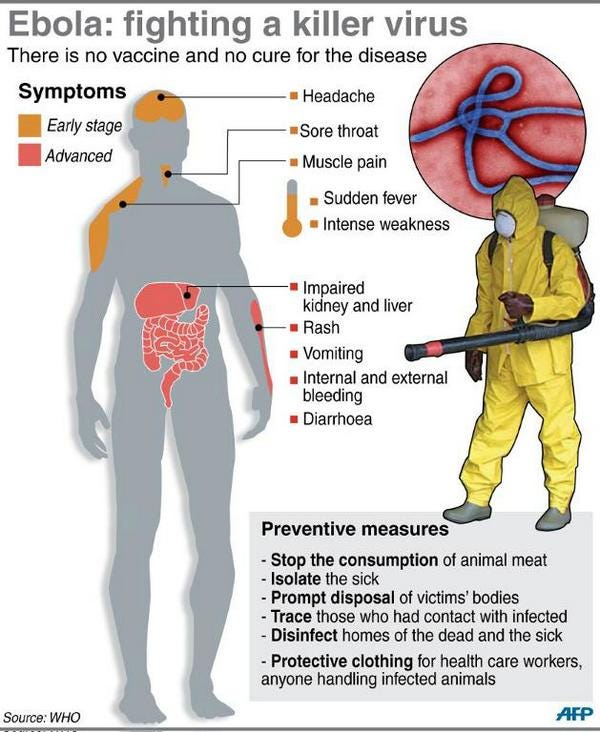 Ebola: fighting a killer virus
There is no vaccine and no cure for the disease
Symptoms
Early stage
Advanced
Headache
Sore throat
Muscle pain
Sudden fever
Intense weakness
Impaired
kidney and liver
Rash
Vomiting
Internal and external
bleeding
Diarrhoea
Preventive measures
- Stop the consumption of animal meat
- Isolate the sick
- Prompt disposal of victims' bodies
- Trace those who had contact with infected
- Disinfect homes of the dead and the sick
- Protective clothing for health care workers,
anyone handling infected animals
Source: WHO
AFP